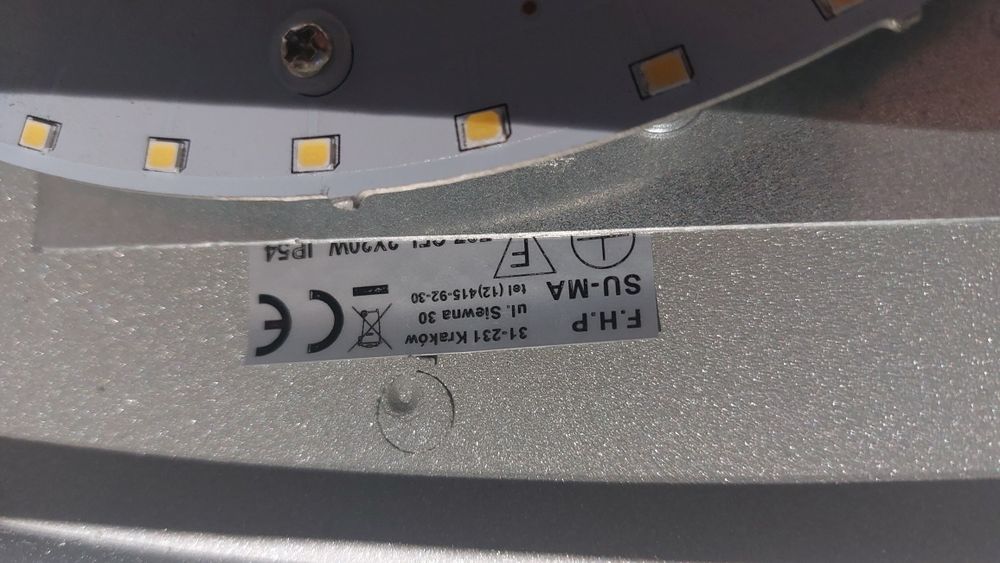 F.H.P
SU-MA
31-231 Kraków
ul. Siewna 30
tel (12)415-92-30
CE
F
2X20W IP54